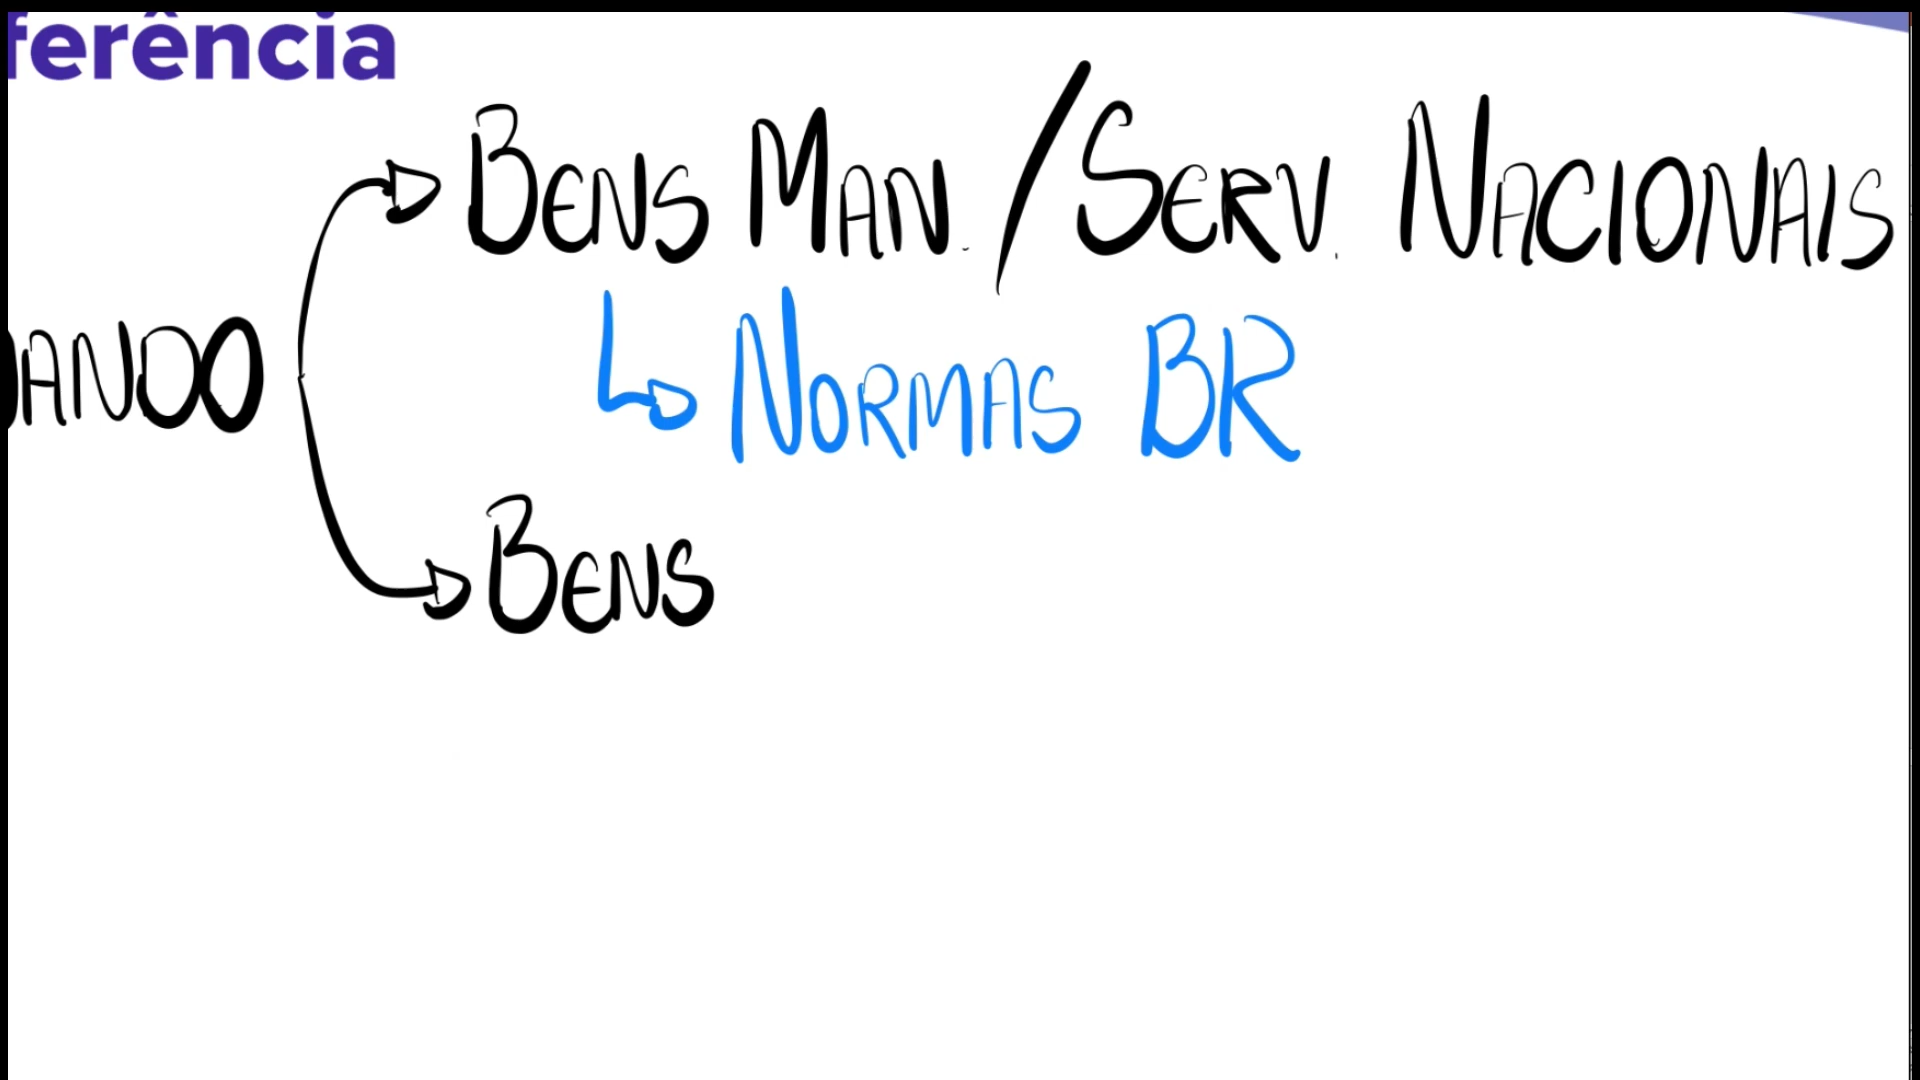 ferência
BENS MAN. / SERV. NACIONAIS
ANDO
NORMAS BR
BENS